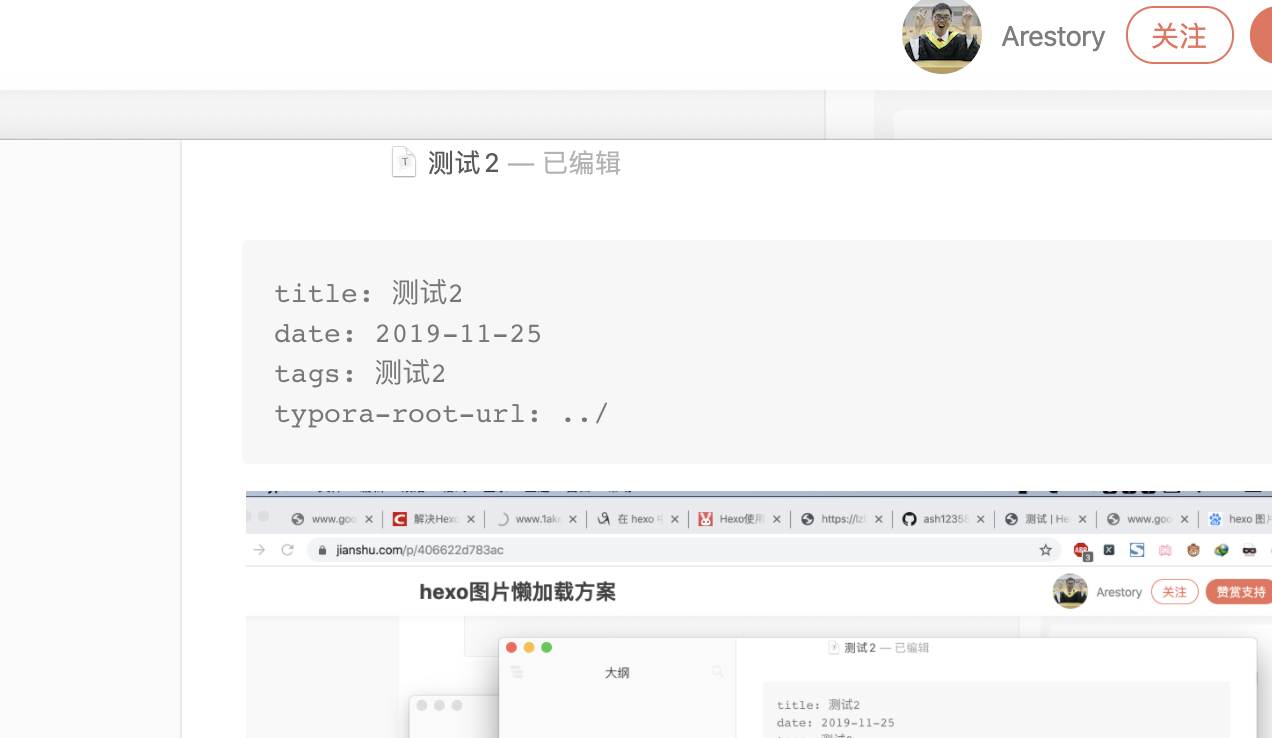 Arestory 关注
测试2 — 已编辑
title: 测试2
date: 2019-11-25
tags: 测试2
typora-root-url: ../
www.goo 解决Hexo www.1ake 在 hexo 中 Hexo使用 https://lzl ash12358 测试 | He www.goo hexo 图片
jianshu.com/p/406622d783ac
hexo图片懒加载方案 Arestory 关注 赞赏支持
测试2 — 已编辑
大纲
title: 测试2
date: 2019-11-25